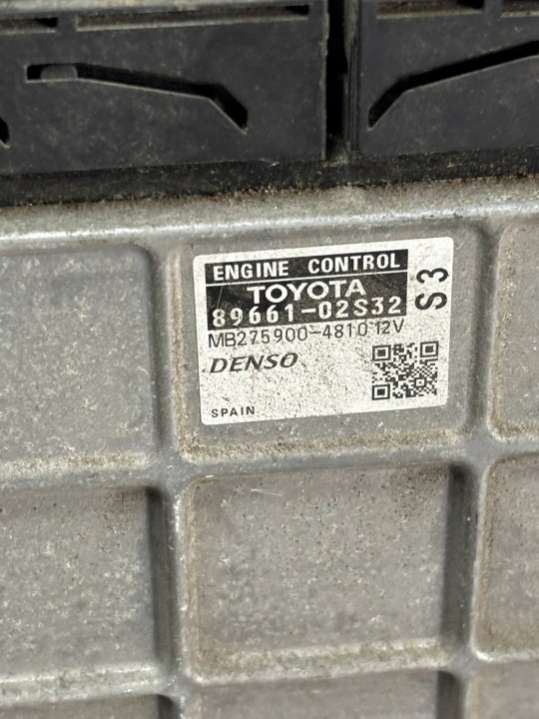 ENGINE CONTROL
TOYOTA
89661-02S32
S3
MB275900-4810 12V
DENSO
SPAIN